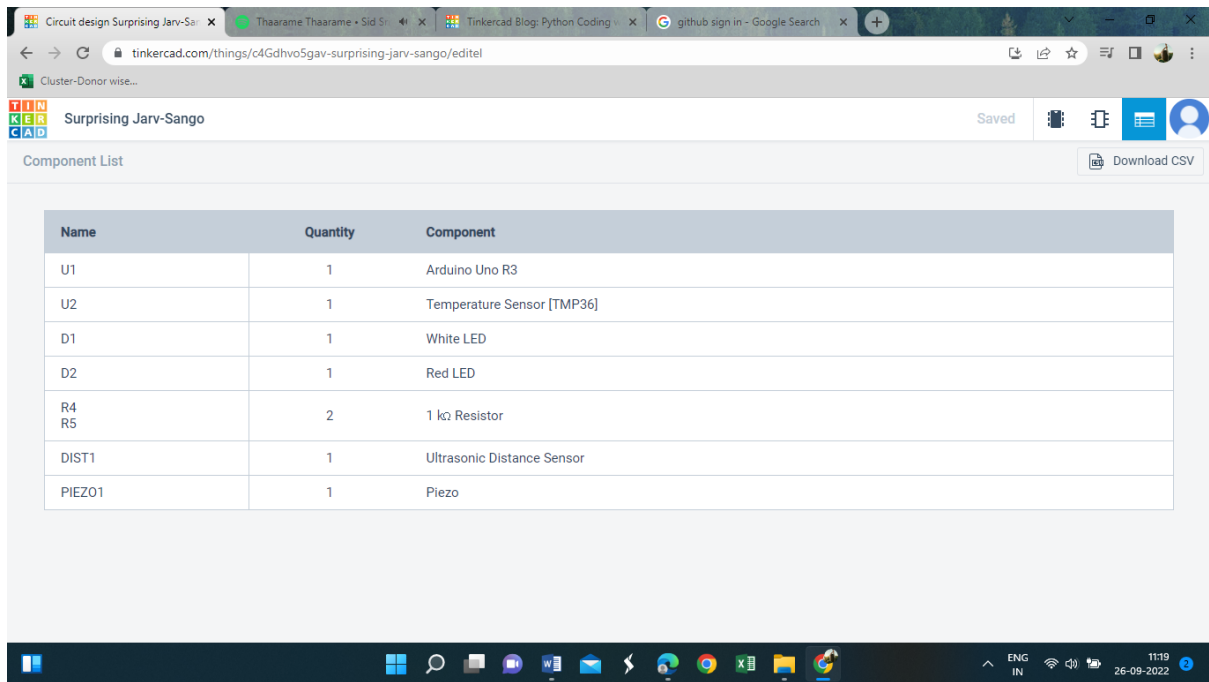 Circuit design Surprising Jarv-San
Thaarame Thaarame • Sid Sri
Tinkercad Blog: Python Coding w
github sign in - Google Search
tinkercad.com/things/c4Gdhvo5gav-surprising-jarv-sango/editel
Cluster-Donor wise...
TIN
KER
CAD
Surprising Jarv-Sango
Saved
Component List
Download CSV
Name Quantity Component
U1 1 Arduino Uno R3
U2 1 Temperature Sensor [TMP36]
D1 1 White LED
D2 1 Red LED
R4
R5
2 1 kΩ Resistor
DIST1 1 Ultrasonic Distance Sensor
PIEZO1 1 Piezo
ENG
IN
11:19
26-09-2022
2